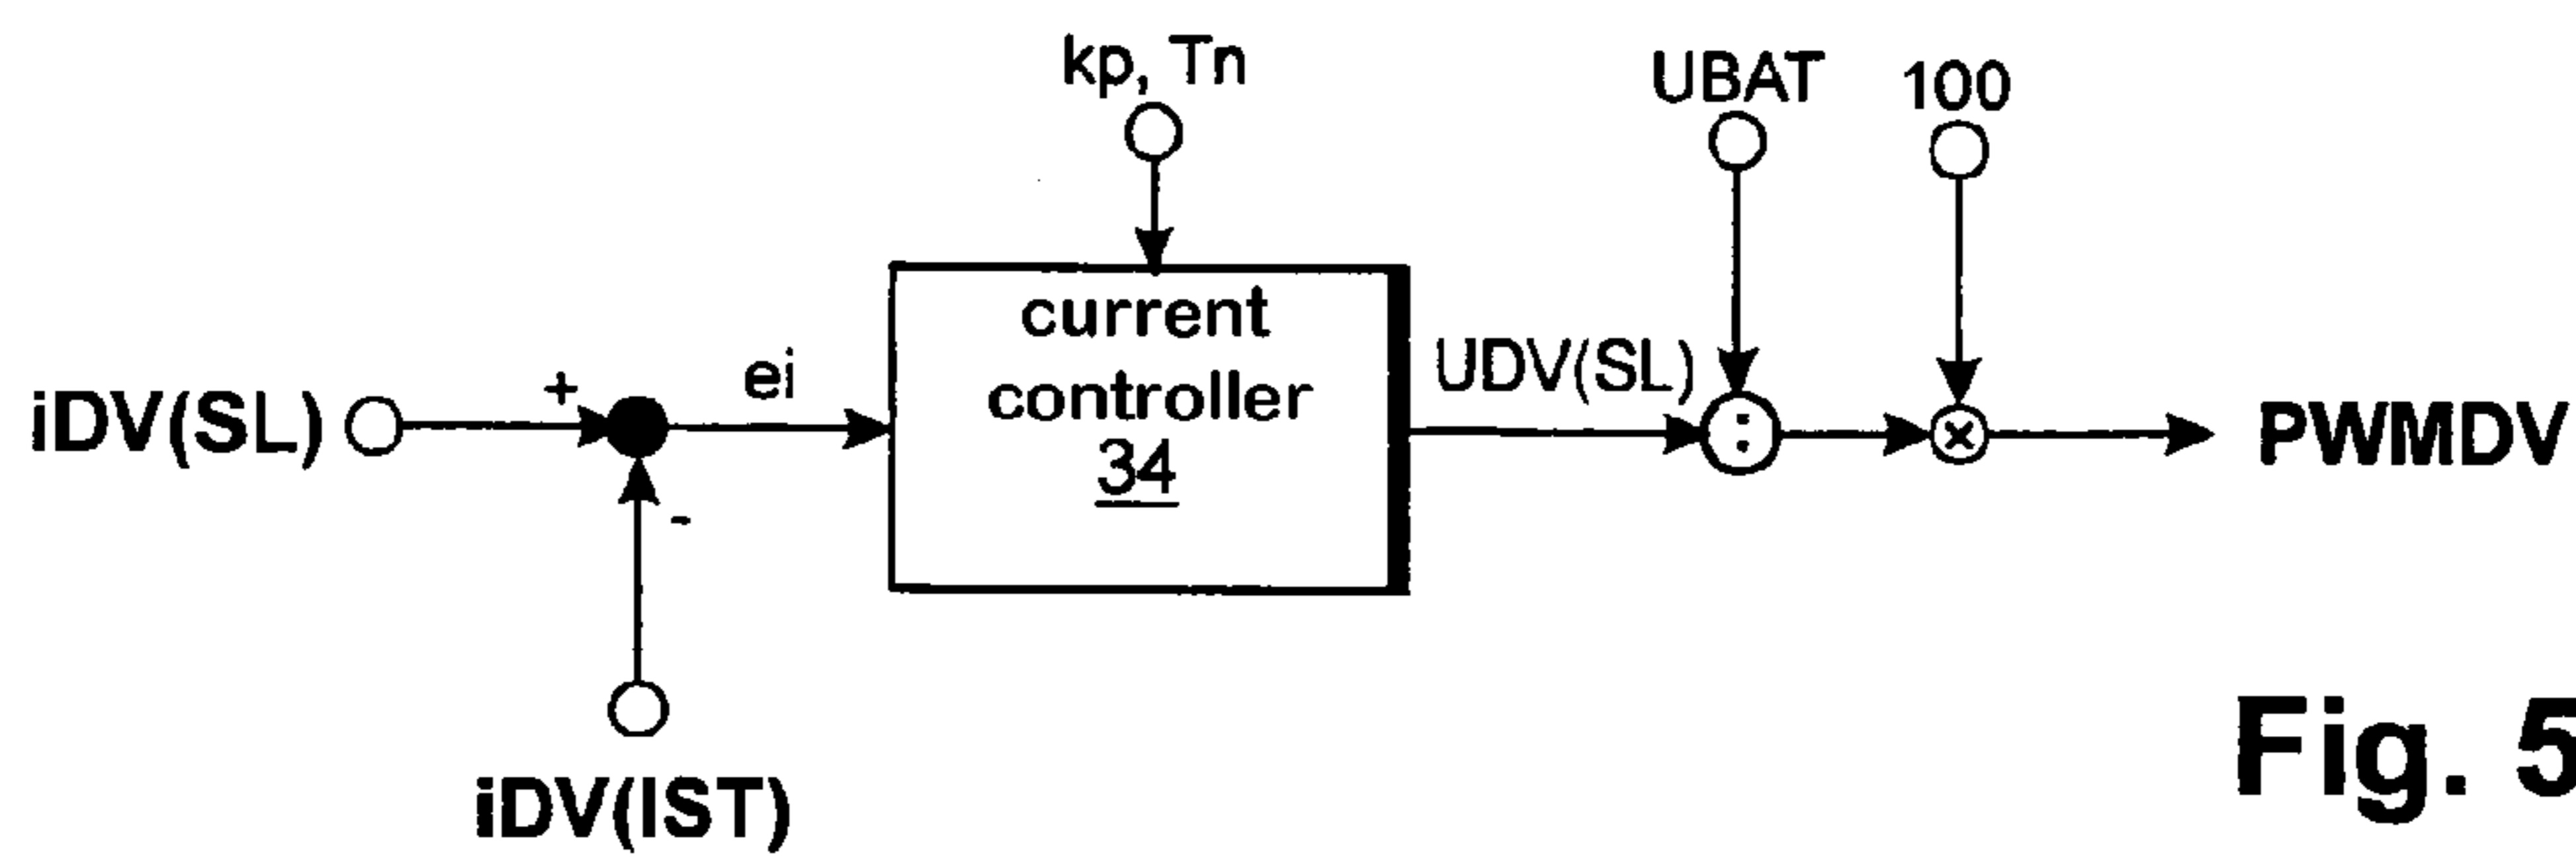 kp, Tn
UBAT
100
iDV(SL)
+
ei
current
controller
34
UDV(SL)
:
×
PWMDV
-
iDV(IST)
Fig. 5